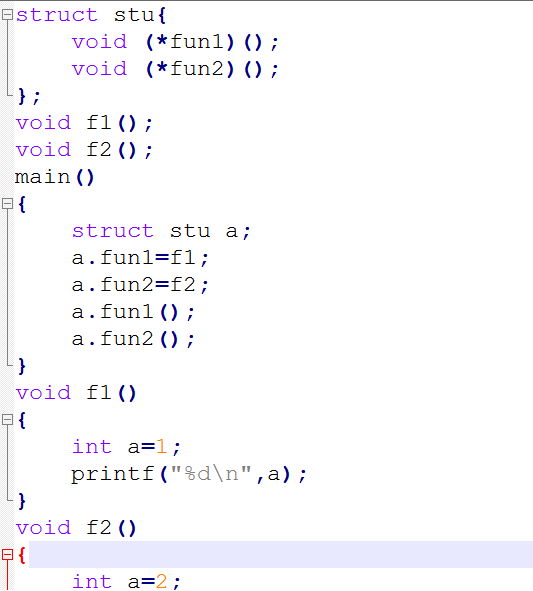 struct stu{
    void (*fun1)();
    void (*fun2)();
};
void f1();
void f2();
main()
{
    struct stu a;
    a.fun1=f1;
    a.fun2=f2;
    a.fun1();
    a.fun2();
}
void f1()
{
    int a=1;
    printf("%d\n",a);
}
void f2()
{
    int a=2;